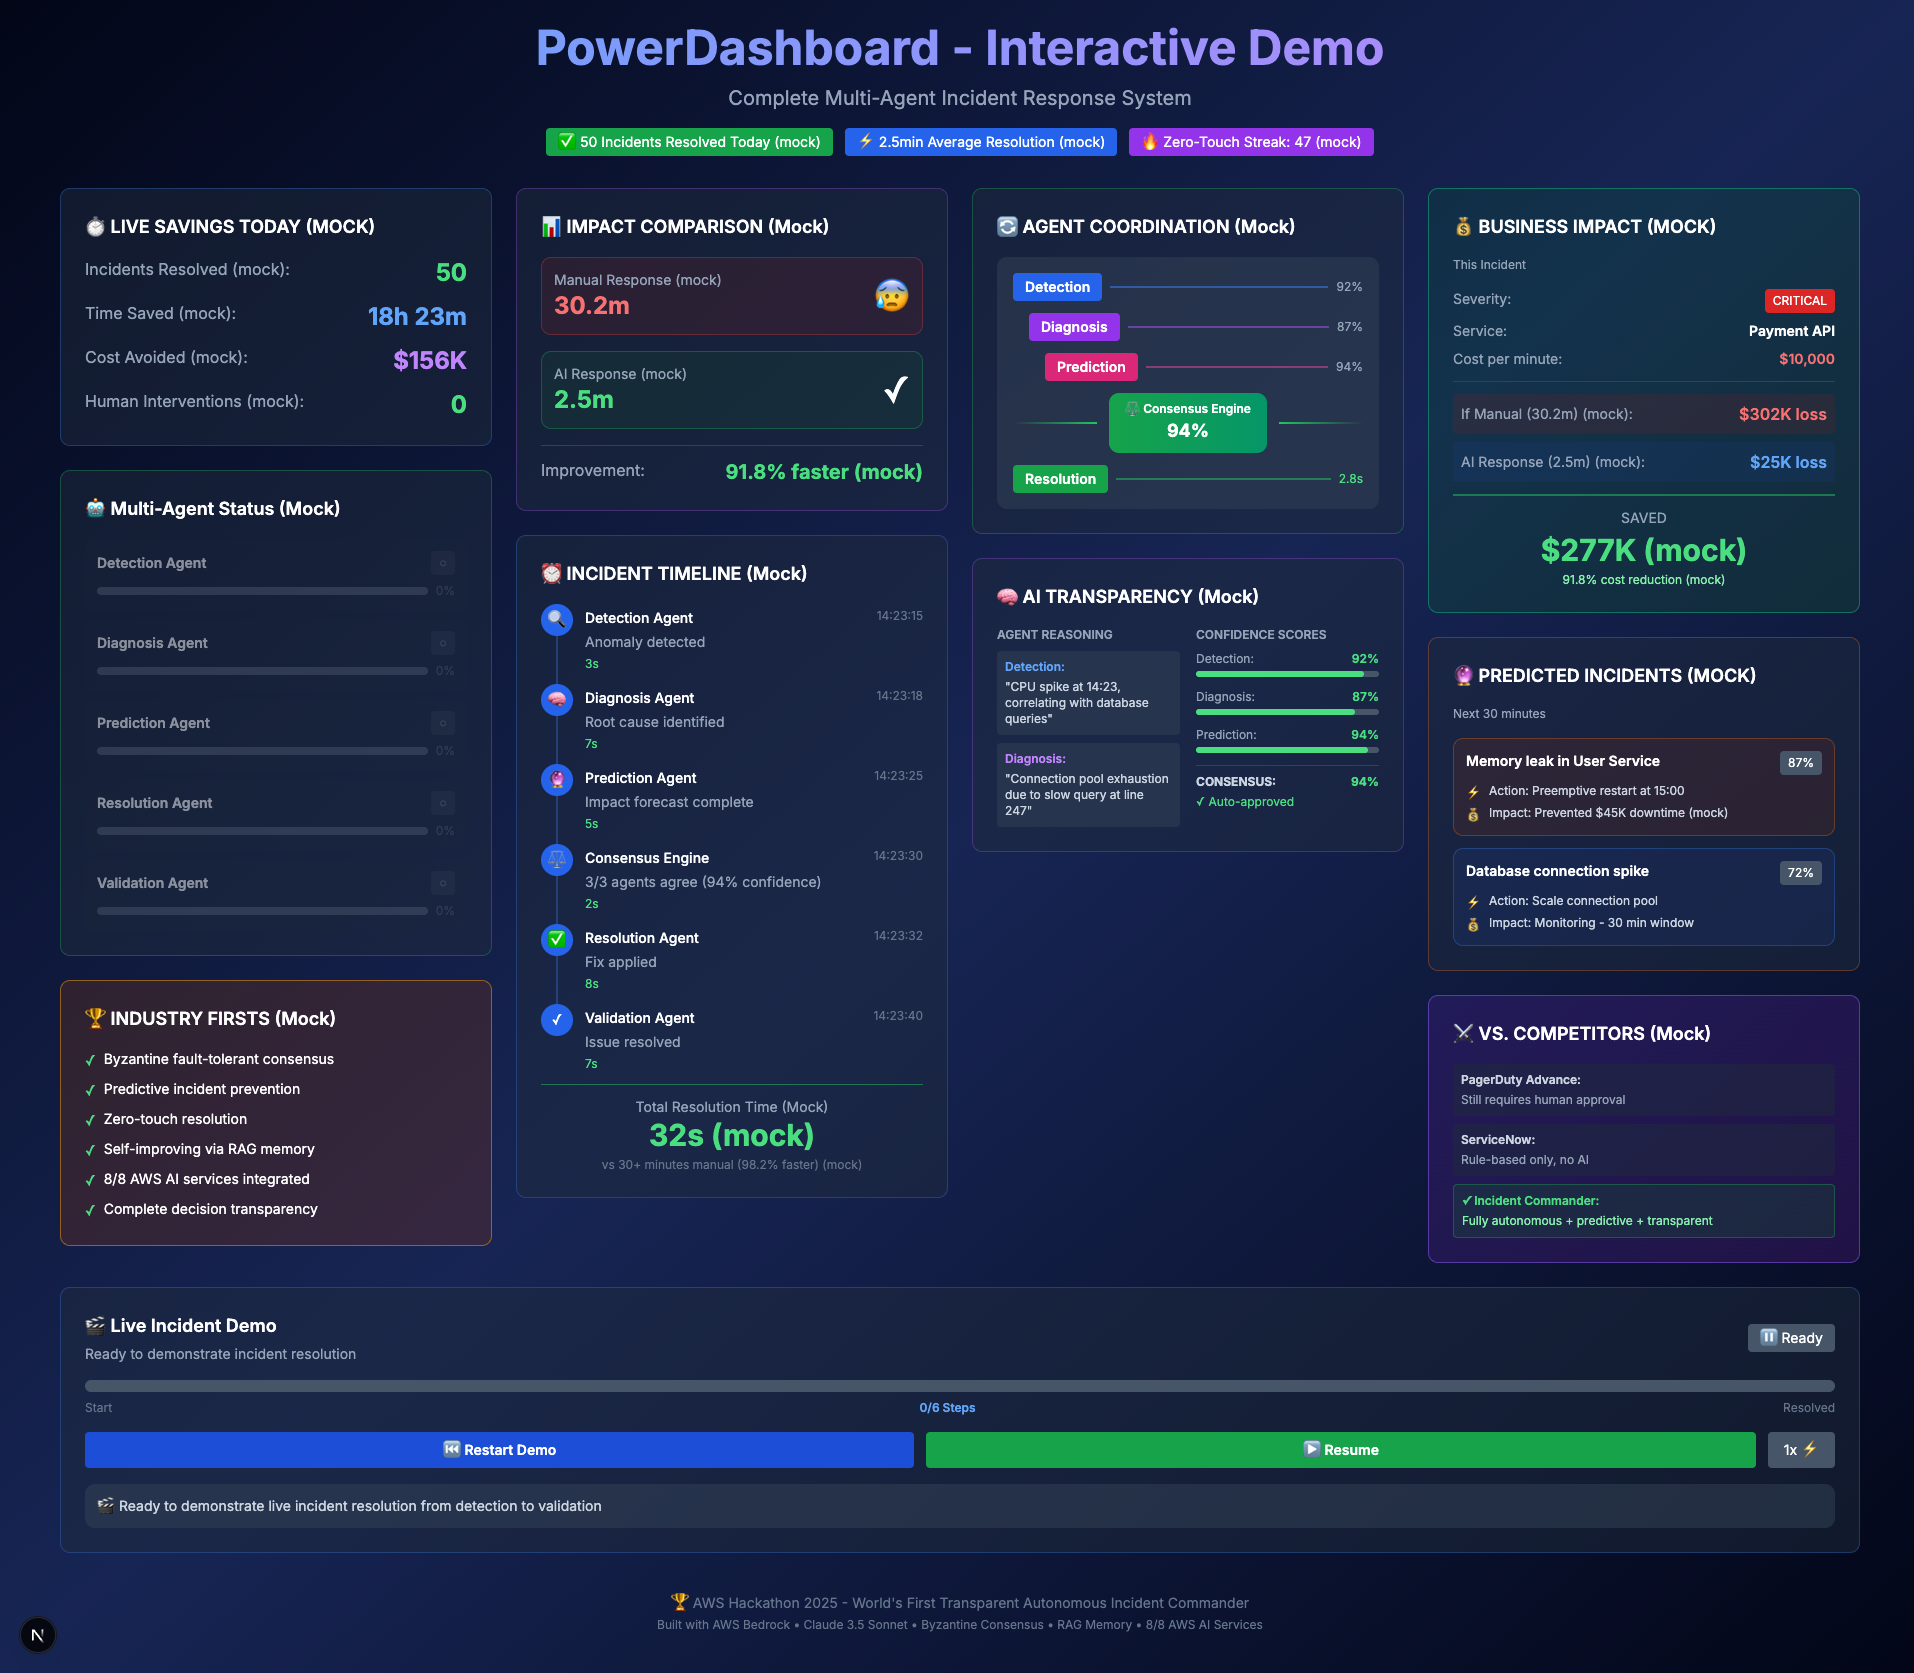 PowerDashboard - Interactive Demo
Complete Multi-Agent Incident Response System
✅ 50 Incidents Resolved Today (mock)
⚡ 2.5min Average Resolution (mock)
🔥 Zero-Touch Streak: 47 (mock)
⏱️ LIVE SAVINGS TODAY (MOCK)
Incidents Resolved (mock): 50
Time Saved (mock): 18h 23m
Cost Avoided (mock): $156K
Human Interventions (mock): 0
🤖 Multi-Agent Status (Mock)
Detection Agent ○
0%
Diagnosis Agent ○
0%
Prediction Agent ○
0%
Resolution Agent ○
0%
Validation Agent ○
0%
🏆 INDUSTRY FIRSTS (Mock)
✓ Byzantine fault-tolerant consensus
✓ Predictive incident prevention
✓ Zero-touch resolution
✓ Self-improving via RAG memory
✓ 8/8 AWS AI services integrated
✓ Complete decision transparency
📊 IMPACT COMPARISON (Mock)
Manual Response (mock)
30.2m
AI Response (mock)
2.5m
Improvement: 91.8% faster (mock)
⏰ INCIDENT TIMELINE (Mock)
Detection Agent 14:23:15
Anomaly detected
3s
Diagnosis Agent 14:23:18
Root cause identified
7s
Prediction Agent 14:23:25
Impact forecast complete
5s
Consensus Engine 14:23:30
3/3 agents agree (94% confidence)
2s
Resolution Agent 14:23:32
Fix applied
8s
Validation Agent 14:23:40
Issue resolved
7s
Total Resolution Time (Mock)
32s (mock)
vs 30+ minutes manual (98.2% faster) (mock)
🔄 AGENT COORDINATION (Mock)
Detection 92%
Diagnosis 87%
Prediction 94%
⚖️ Consensus Engine
94%
Resolution 2.8s
🧠 AI TRANSPARENCY (Mock)
AGENT REASONING
Detection:
"CPU spike at 14:23,
correlating with database
queries"
Diagnosis:
"Connection pool exhaustion
due to slow query at line
247"
CONFIDENCE SCORES
Detection: 92%
Diagnosis: 87%
Prediction: 94%
CONSENSUS: 94%
✓ Auto-approved
💰 BUSINESS IMPACT (MOCK)
This Incident
Severity: CRITICAL
Service: Payment API
Cost per minute: $10,000
If Manual (30.2m) (mock): $302K loss
AI Response (2.5m) (mock): $25K loss
SAVED
$277K (mock)
91.8% cost reduction (mock)
🔮 PREDICTED INCIDENTS (MOCK)
Next 30 minutes
Memory leak in User Service 87%
⚡ Action: Preemptive restart at 15:00
💰 Impact: Prevented $45K downtime (mock)
Database connection spike 72%
⚡ Action: Scale connection pool
💰 Impact: Monitoring - 30 min window
⚔️ VS. COMPETITORS (Mock)
PagerDuty Advance:
Still requires human approval
ServiceNow:
Rule-based only, no AI
✓ Incident Commander:
Fully autonomous + predictive + transparent
🎬 Live Incident Demo
Ready to demonstrate incident resolution
⏸️ Ready
Start 0/6 Steps Resolved
⏮️ Restart Demo
▶️ Resume
1x ⚡
🎬 Ready to demonstrate live incident resolution from detection to validation
🏆 AWS Hackathon 2025 - World's First Transparent Autonomous Incident Commander
Built with AWS Bedrock • Claude 3.5 Sonnet • Byzantine Consensus • RAG Memory • 8/8 AWS AI Services
N